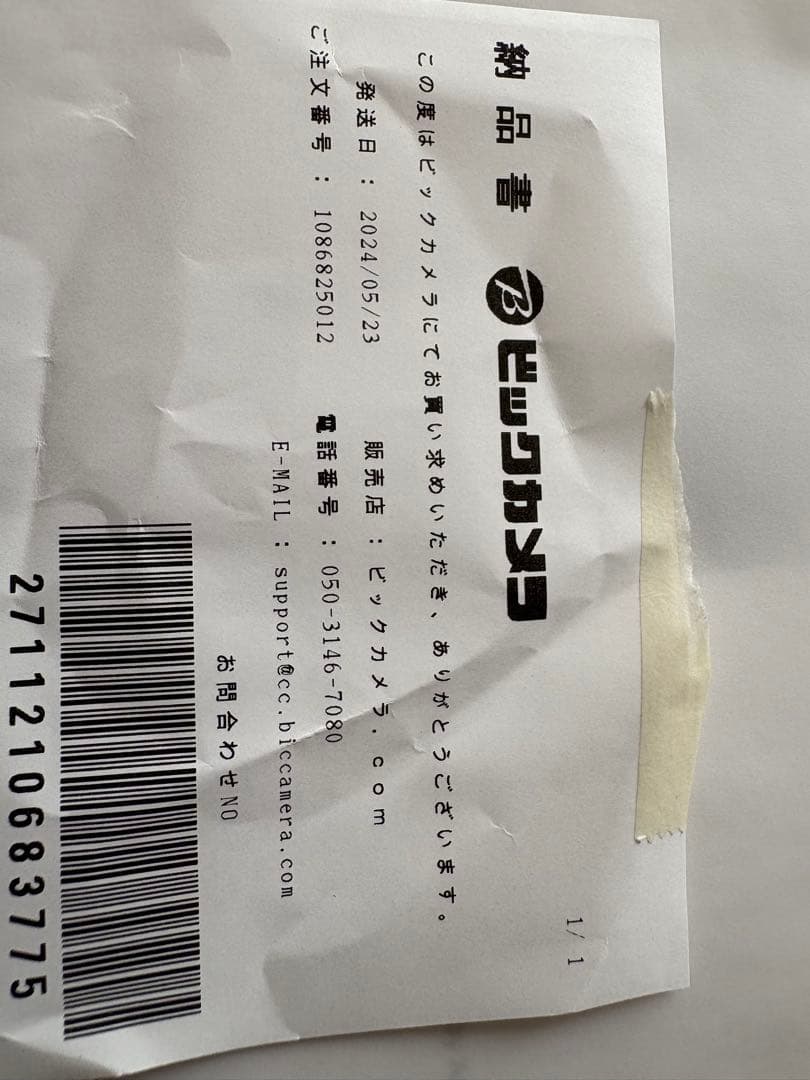 納品書 ビックカメラ
1/ 1
この度はビックカメラにてお買い求めいただき、ありがとうございます。
発送日 : 2024/05/23
ご注文番号 : 1086825012
販売店 : ビックカメラ.com
電話番号 : 050-3146-7080
E-MAIL : support@cc.biccamera.com
お問合わせNO
2711210683775